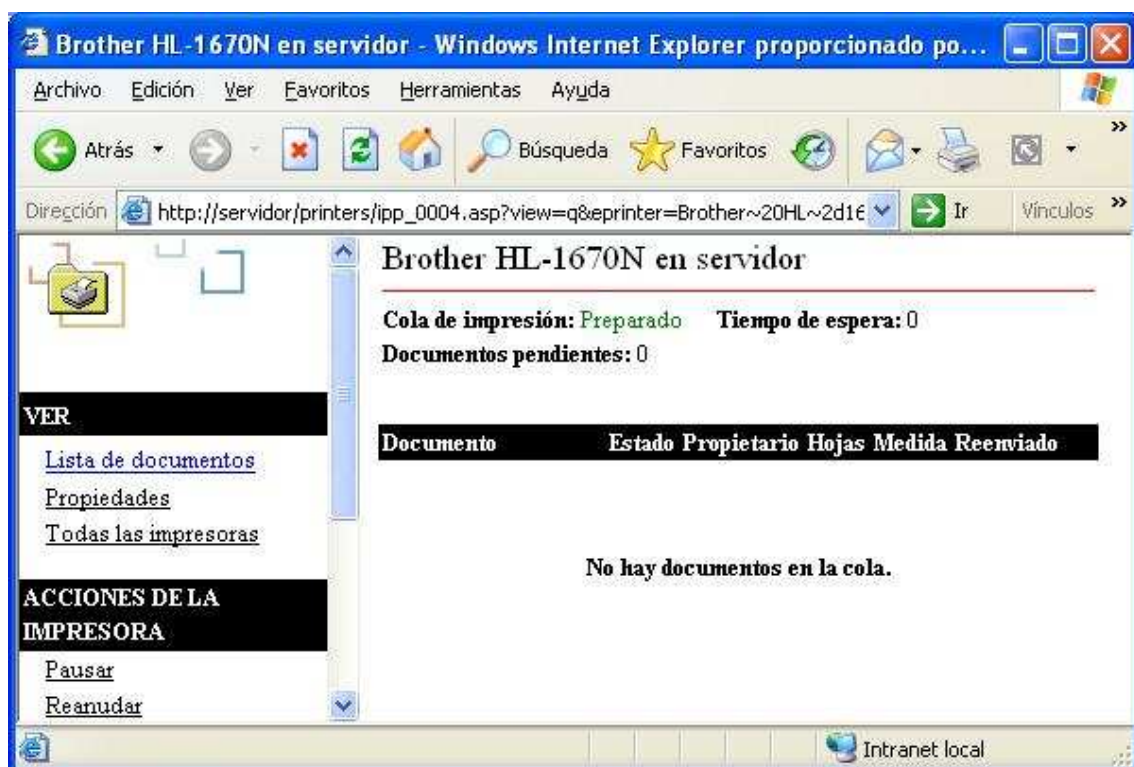 Brother HL-1670N en servidor - Windows Internet Explorer proporcionado po...
Archivo Edición Ver Favoritos Herramientas Ayuda
Atrás Búsqueda Favoritos »
Dirección http://servidor/printers/ipp_0004.asp?view=q&eprinter=Brother~20HL~2d16 Ir Vínculos »
Brother HL-1670N en servidor
Cola de impresión: Preparado Tiempo de espera: 0
Documentos pendientes: 0
VER
Lista de documentos
Propiedades
Todas las impresoras
ACCIONES DE LA
IMPRESORA
Pausar
Reanudar
Documento Estado Propietario Hojas Medida Reenviado
No hay documentos en la cola.
Intranet local